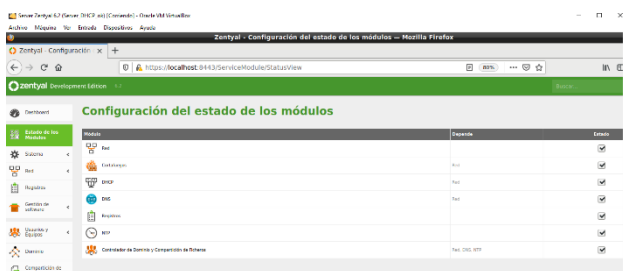 Server Zentyal 6.2 (Server DHCP_ok) [Corriendo] - Oracle VM VirtualBox
Archivo Máquina Ver Entrada Dispositivos Ayuda
Zentyal - Configuración del estado de los módulos — Mozilla Firefox
Zentyal - Configuración
https://localhost:8443/ServiceModule/StatusView
80%
zentyal Development Edition
Dashboard
Configuración del estado de los módulos
Estado de los Módulos
Módulo Depende Estado
Sistema
Red
Red
Cortafuegos Red
Registros
DHCP Red
DNS Red
Gestión de software
Registros
NTP
Usuarios y Equipos
Controlador de Dominio y Compartición de Ficheros Red, DNS, NTP
Dominio
Compartición de